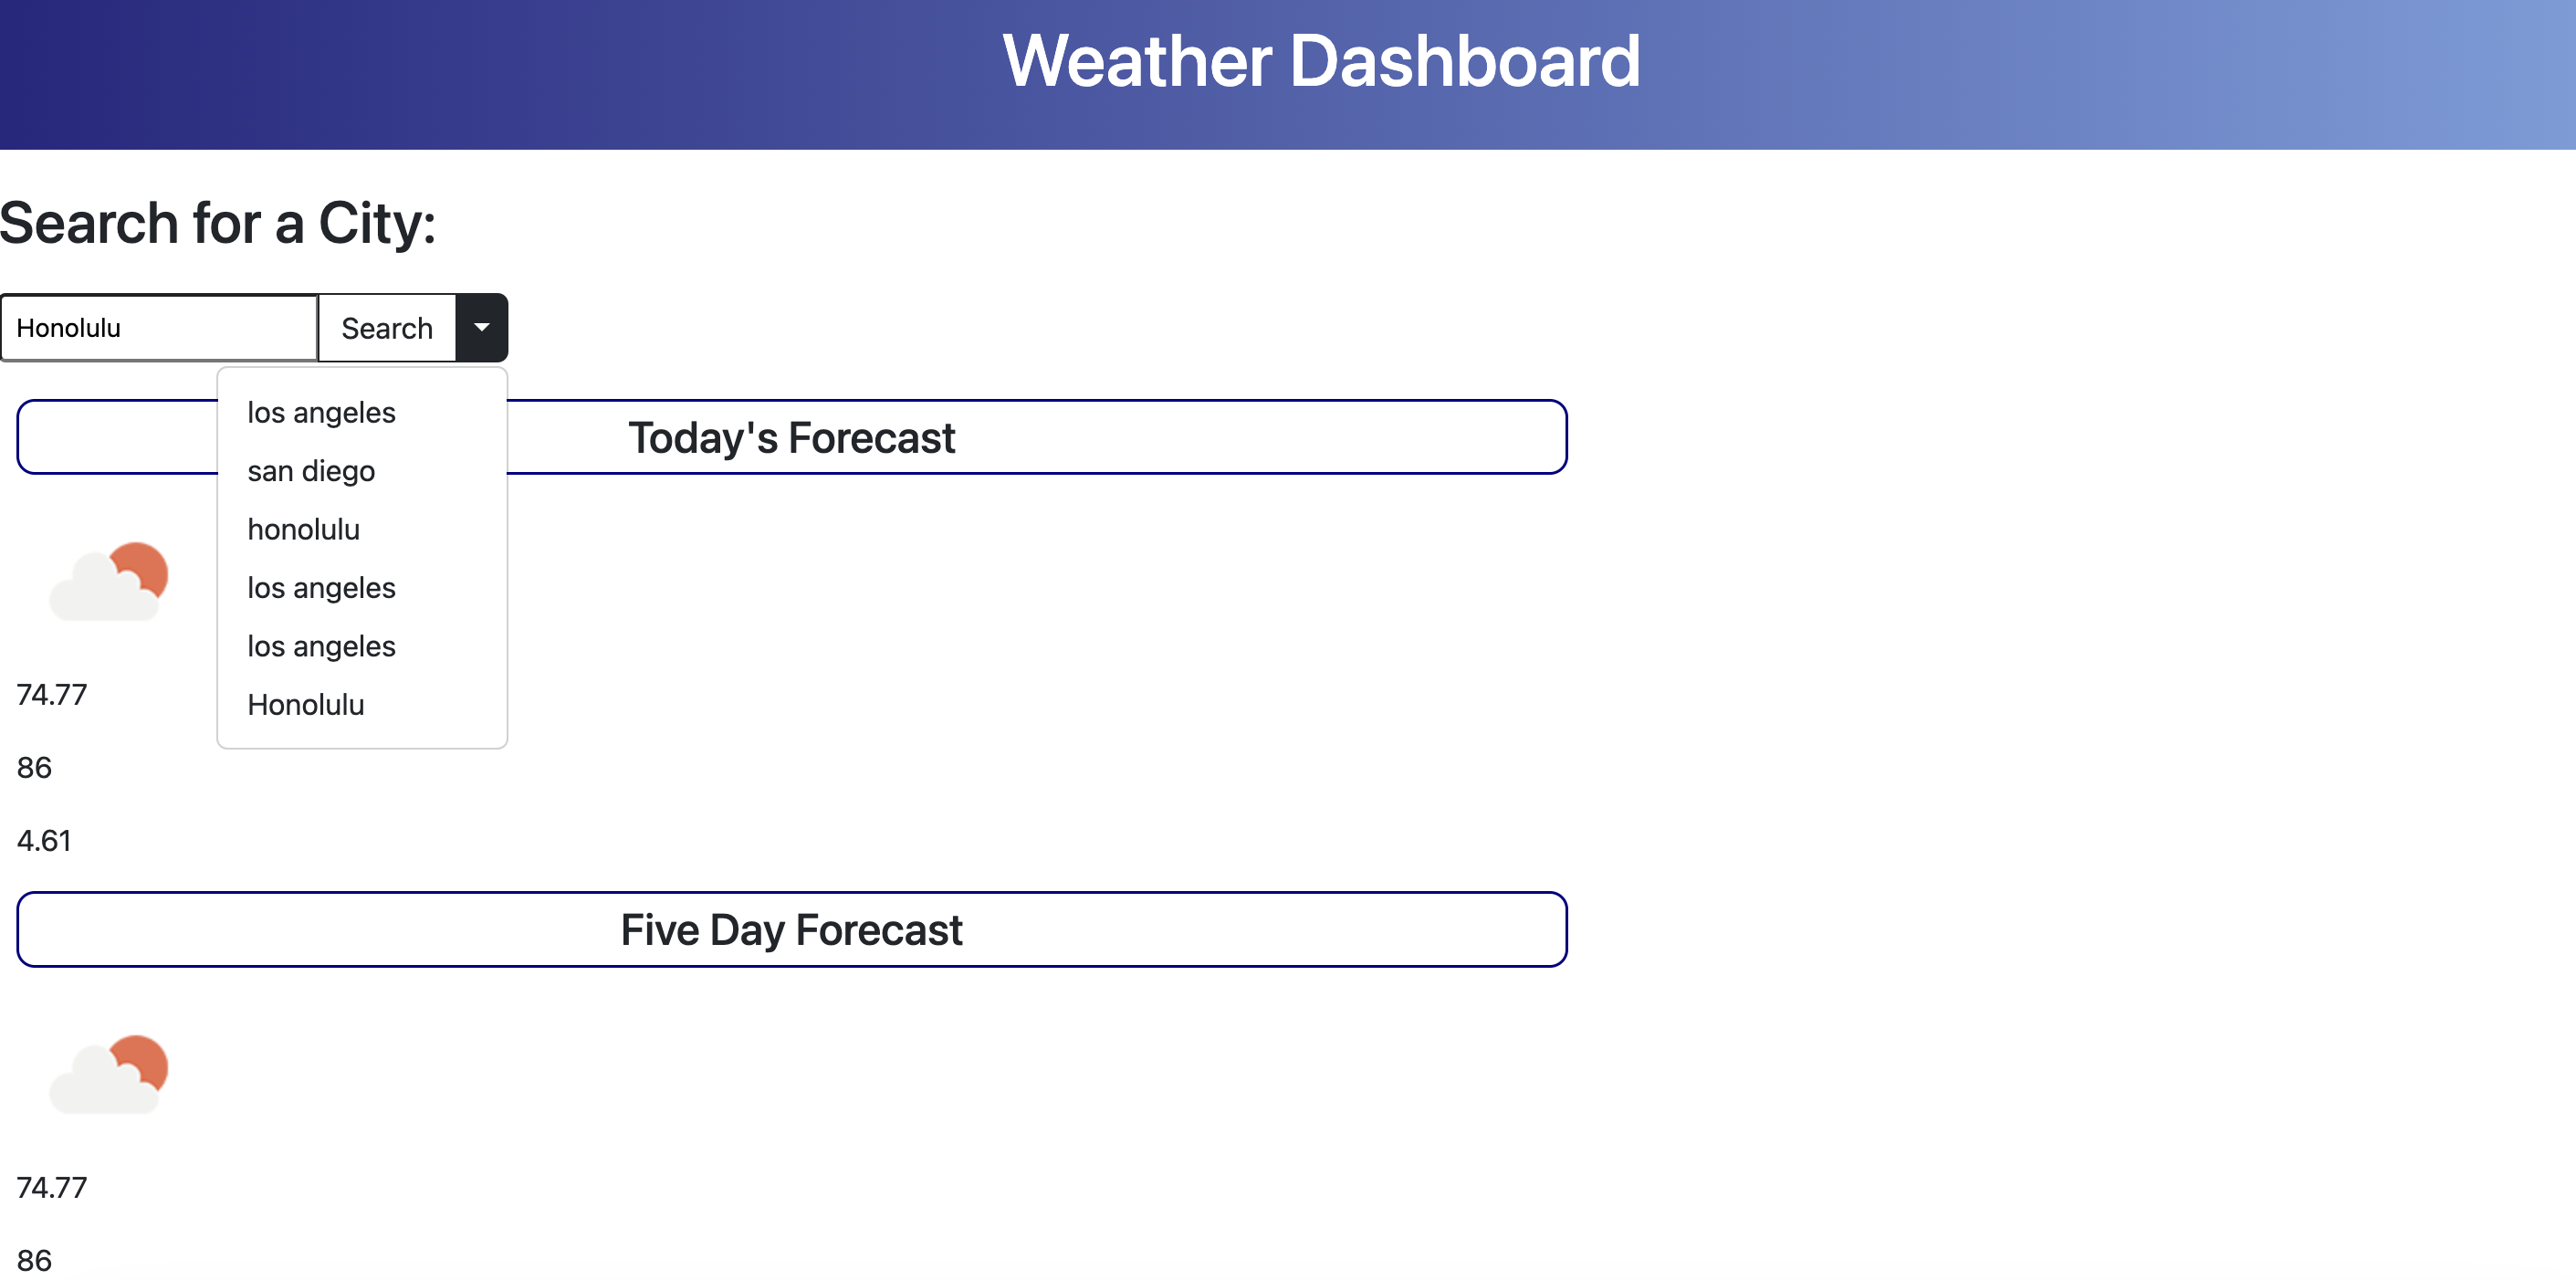 Weather Dashboard
Search for a City:
Honolulu
Search
los angeles
san diego
honolulu
los angeles
los angeles
Honolulu
Today's Forecast
74.77
86
4.61
Five Day Forecast
74.77
86